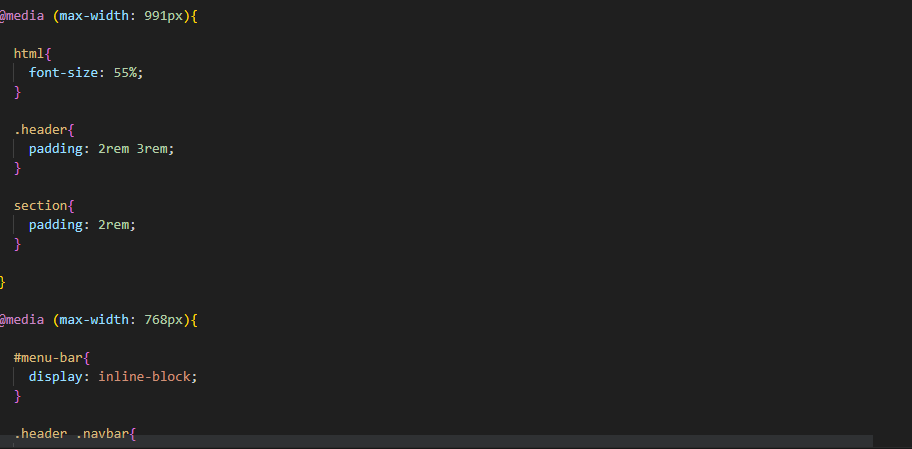 @media (max-width: 991px){
html{
font-size: 55%;
}
.header{
padding: 2rem 3rem;
}
section{
padding: 2rem;
}
}
@media (max-width: 768px){
#menu-bar{
display: inline-block;
}
.header .navbar{